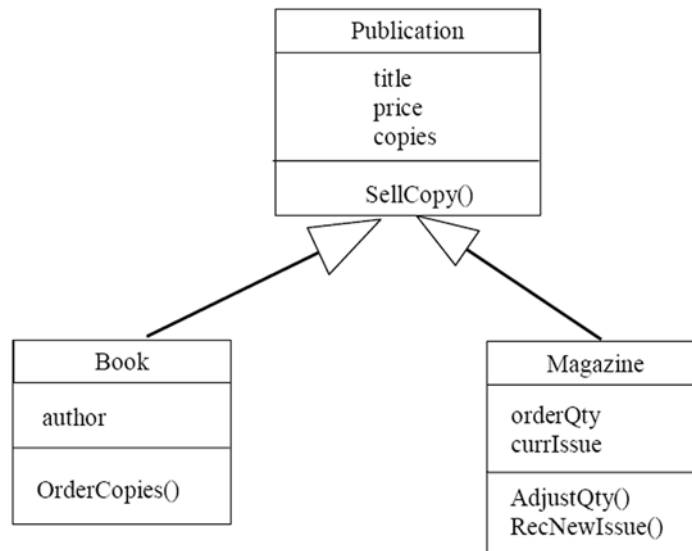 Publication
title
price
copies
SellCopy()
Book
author
OrderCopies()
Magazine
orderQty
currIssue
AdjustQty()
RecNewIssue()